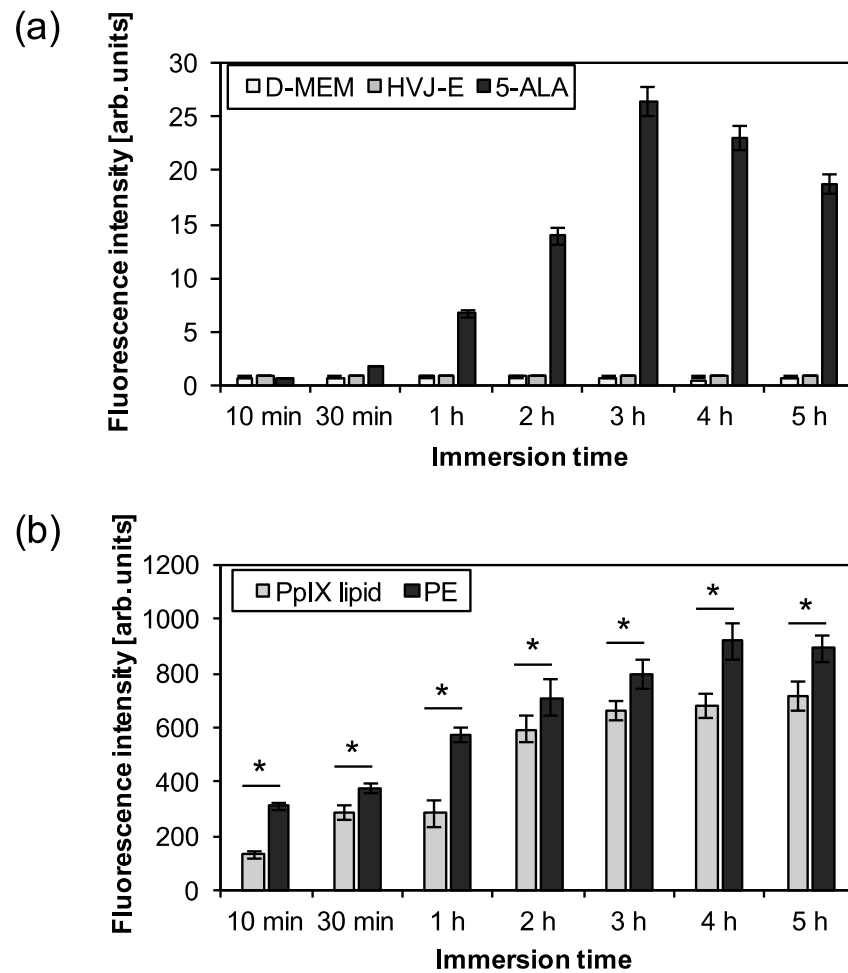 (a)
Fluorescence intensity [arb.units]
30
25
20
15
10
5
0
D-MEM HVJ-E 5-ALA
10 min 30 min 1 h 2 h 3 h 4 h 5 h
Immersion time
(b)
Fluorescence intensity [arb.units]
1200
1000
800
600
400
200
0
PpIX lipid PE
* * * * * * *
10 min 30 min 1 h 2 h 3 h 4 h 5 h
Immersion time